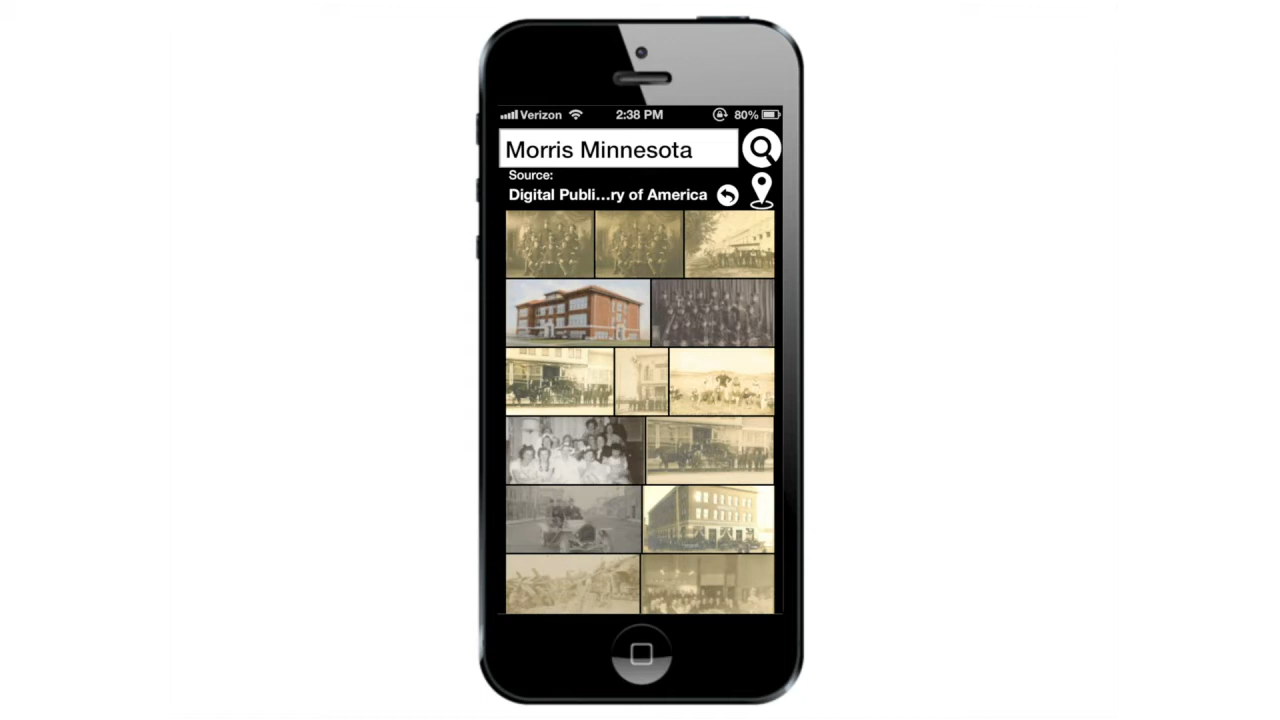 Verizon 2:38 PM 80%
Morris Minnesota
Source:
Digital Publi...ry of America